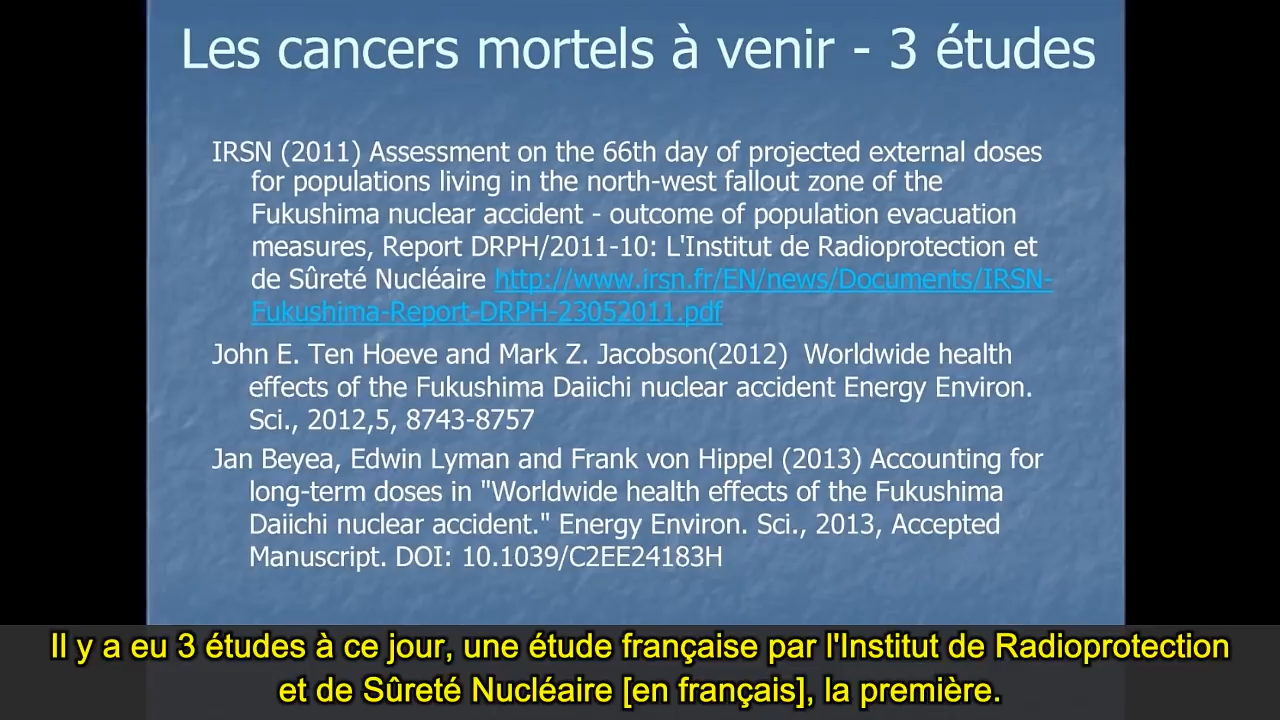 Les cancers mortels à venir - 3 études
IRSN (2011) Assessment on the 66th day of projected external doses
for populations living in the north-west fallout zone of the
Fukushima nuclear accident - outcome of population evacuation
measures, Report DRPH/2011-10: L'Institut de Radioprotection et
de Sûreté Nucléaire http://www.irsn.fr/EN/news/Documents/IRSN-
Fukushima-Report-DRPH-23052011.pdf
John E. Ten Hoeve and Mark Z. Jacobson(2012) Worldwide health
effects of the Fukushima Daiichi nuclear accident Energy Environ.
Sci., 2012,5, 8743-8757
Jan Beyea, Edwin Lyman and Frank von Hippel (2013) Accounting for
long-term doses in "Worldwide health effects of the Fukushima
Daiichi nuclear accident." Energy Environ. Sci., 2013, Accepted
Manuscript. DOI: 10.1039/C2EE24183H
Il y a eu 3 études à ce jour, une étude française par l'Institut de Radioprotection
et de Sûreté Nucléaire [en français], la première.